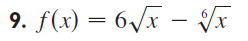 9. f(x) = 6√x − ⁶√x